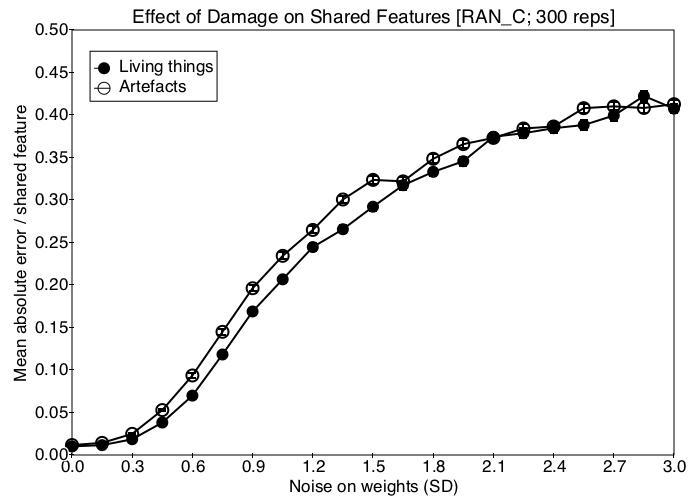 Effect of Damage on Shared Features [RAN_C; 300 reps]
Mean absolute error / shared feature
0.50
0.45
0.40
0.35
0.30
0.25
0.20
0.15
0.10
0.05
0.00
Living things
Artefacts
0.0 0.3 0.6 0.9 1.2 1.5 1.8 2.1 2.4 2.7 3.0
Noise on weights (SD)